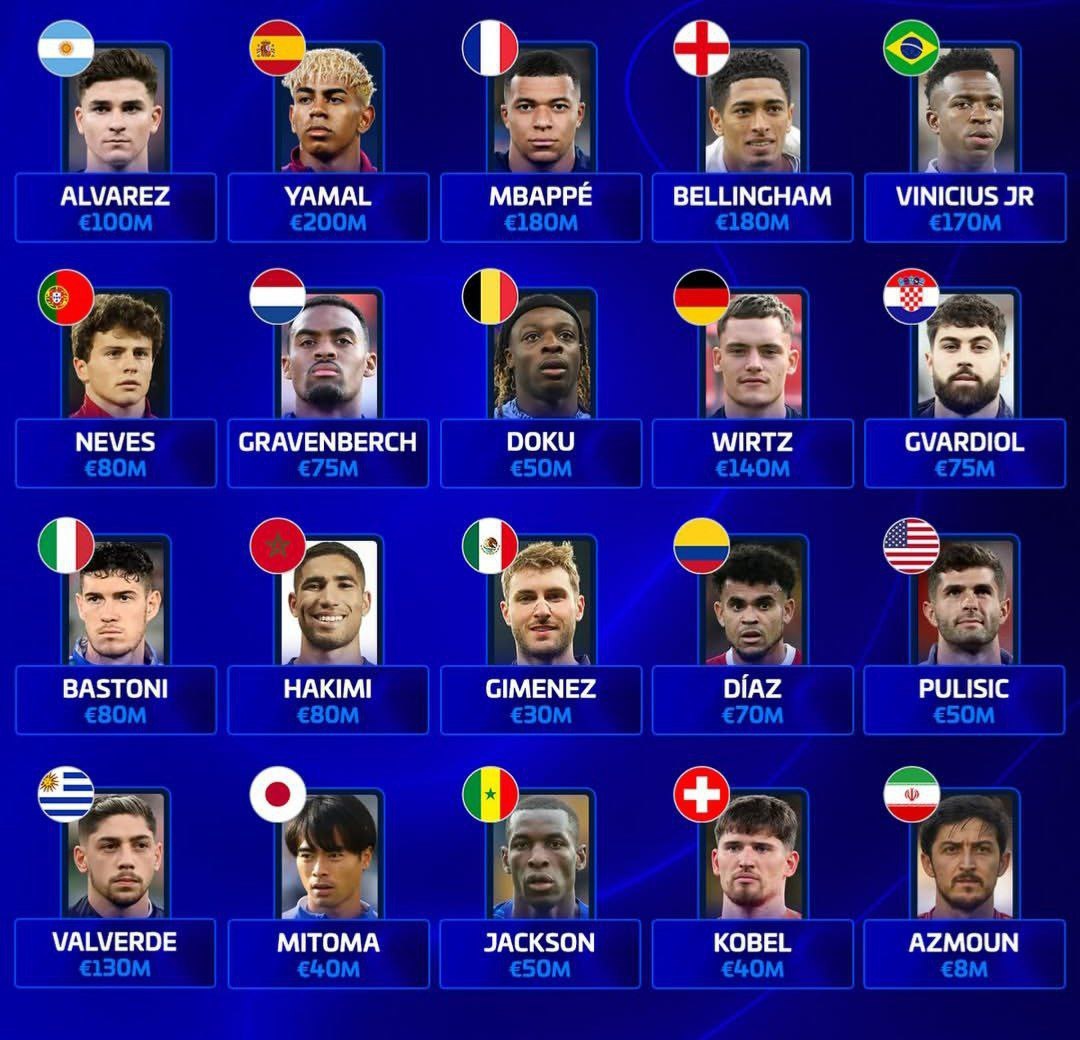 ALVAREZ
€100M
YAMAL
€200M
MBAPPÉ
€180M
BELLINGHAM
€180M
VINICIUS JR
€170M
NEVES
€80M
GRAVENBERCH
€75M
DOKU
€50M
WIRTZ
€140M
GVARDIOL
€75M
BASTONI
€80M
HAKIMI
€80M
GIMENEZ
€30M
DÍAZ
€70M
PULISIC
€50M
VALVERDE
€130M
MITOMA
€40M
JACKSON
€50M
KOBEL
€40M
AZMOUN
€8M